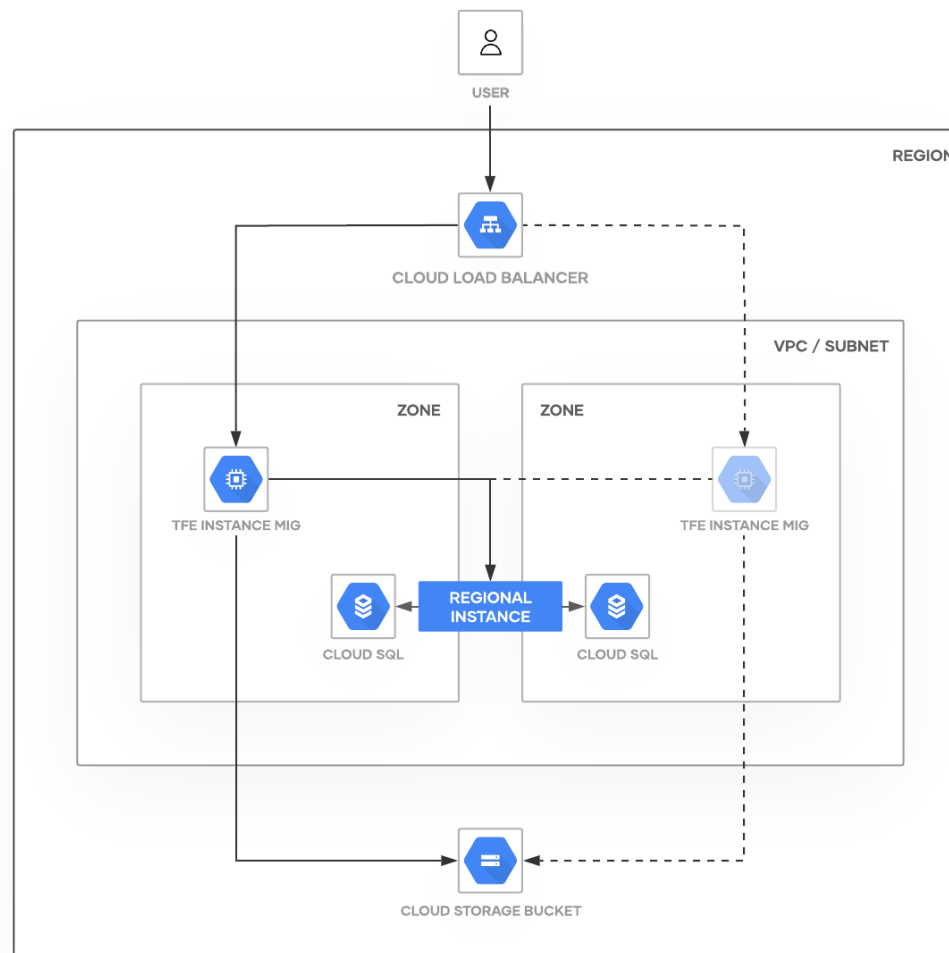 USER
REGION
CLOUD LOAD BALANCER
VPC / SUBNET
ZONE
ZONE
TFE INSTANCE MIG
TFE INSTANCE MIG
REGIONAL
INSTANCE
CLOUD SQL
CLOUD SQL
CLOUD STORAGE BUCKET